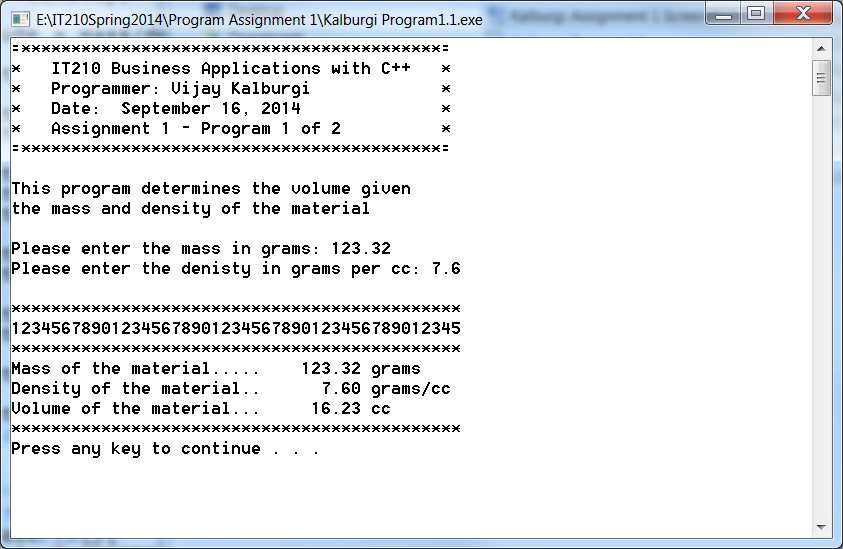 E:\IT210Spring2014\Program Assignment 1\Kalburgi Program1.1.exe
=******************************************=
*   IT210 Business Applications with C++   *
*   Programmer: Vijay Kalburgi             *
*   Date:  September 16, 2014              *
*   Assignment 1 - Program 1 of 2          *
=******************************************=
This program determines the volume given
the mass and density of the material
Please enter the mass in grams: 123.32
Please enter the denisty in grams per cc: 7.6
*********************************************
123456789012345678901234567890123456789012345
*********************************************
Mass of the material.....    123.32 grams
Density of the material..      7.60 grams/cc
Volume of the material...     16.23 cc
*********************************************
Press any key to continue . . .